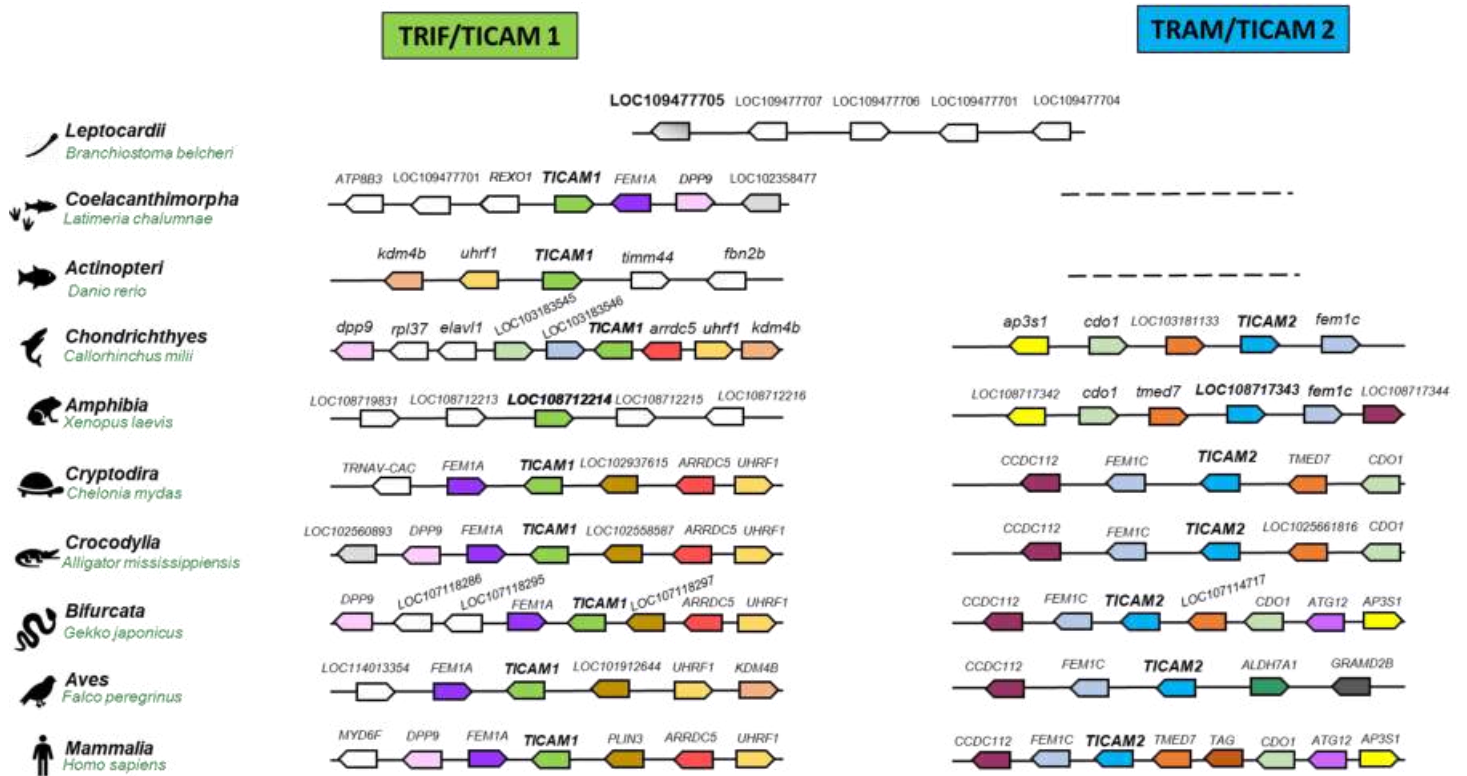 TRIF/TICAM 1
TRAM/TICAM 2
LOC109477705 LOC109477707 LOC109477706 LOC109477701 LOC109477704
Leptocardii
Branchiostoma belcheri
ATP8B3 LOC109477701 REXO1 TICAM1 FEM1A DPP9 LOC102358477
Coelacanthimorpha
Latimeria chalumnae
kdm4b uhrf1 TICAM1 timm44 fbn2b
Actinopteri
Danio rerio
dpp9 rpl37 elavl1 LOC103183545 LOC103183546 TICAM1 arrdc5 uhrf1 kdm4b
ap3s1 cdo1 LOC103181133 TICAM2 fem1c
Chondrichthyes
Callorhinchus milii
LOC108719831 LOC108712213 LOC108712214 LOC108712215 LOC108712216
LOC108717342 cdo1 tmed7 LOC108717343 fem1c LOC108717344
Amphibia
Xenopus laevis
TRNAV-CAC FEM1A TICAM1 LOC102937615 ARRDC5 UHRF1
CCDC112 FEM1C TICAM2 TMED7 CDO1
Cryptodira
Chelonia mydas
LOC102560893 DPP9 FEM1A TICAM1 LOC102558587 ARRDC5 UHRF1
CCDC112 FEM1C TICAM2 LOC1025661816 CDO1
Crocodylia
Alligator mississippiensis
DPP9 LOC107118286 LOC107118295 FEM1A TICAM1 LOC107118297 ARRDC5 UHRF1
CCDC112 FEM1C TICAM2 LOC107114717 CDO1 ATG12 AP3S1
Bifurcata
Gekko japonicus
LOC114013354 FEM1A TICAM1 LOC101912644 UHRF1 KDM4B
CCDC112 FEM1C TICAM2 ALDH7A1 GRAMD2B
Aves
Falco peregrinus
MYD6F DPP9 FEM1A TICAM1 PLIN3 ARRDC5 UHRF1
CCDC112 FEM1C TICAM2 TMED7 TAG CDO1 ATG12 AP3S1
Mammalia
Homo sapiens